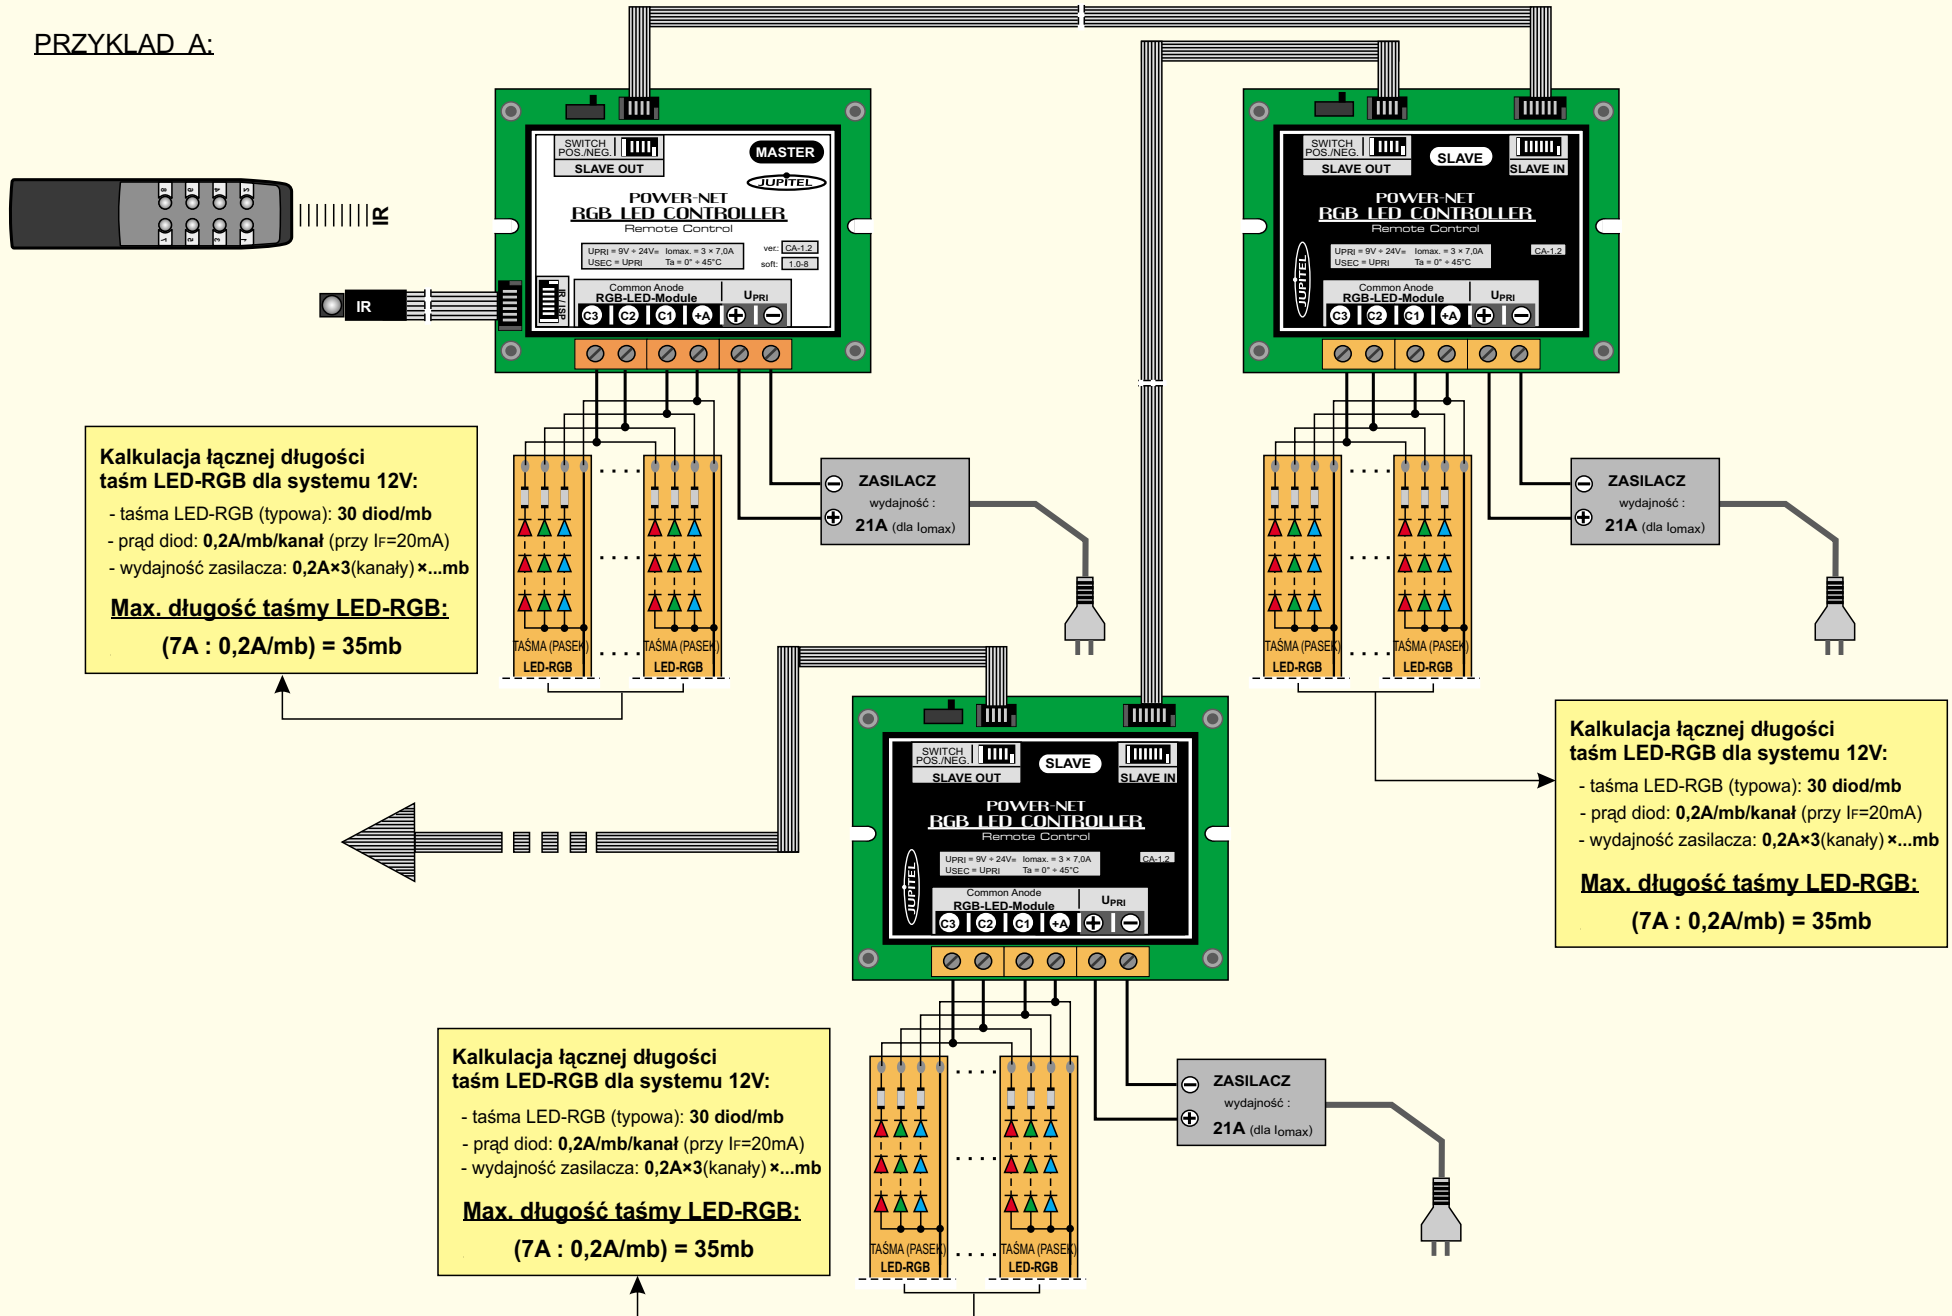 PRZYKLAD A:
SWITCH
POS./NEG.
SLAVE OUT
MASTER
JUPITEL
POWER-NET
RGB LED CONTROLLER
Remote Control
UPRI = 9V ÷ 24V= Iomax. = 3 × 7,0A
USEC = UPRI Ta = 0° ÷ 45°C
ver.: CA-1.2
soft: 1.0-8
IR / ISP
Common Anode
RGB-LED-Module
UPRI
C3 C2 C1 +A + −
8 6 4 2
7 5 3 1
IR
IR
SWITCH
POS./NEG.
SLAVE OUT
SLAVE
SLAVE IN
POWER-NET
RGB LED CONTROLLER
Remote Control
UPRI = 9V ÷ 24V= Iomax. = 3 × 7,0A
USEC = UPRI Ta = 0° ÷ 45°C
CA-1.2
JUPITEL
Common Anode
RGB-LED-Module
UPRI
C3 C2 C1 +A + −
Kalkulacja łącznej długości
taśm LED-RGB dla systemu 12V:
- taśma LED-RGB (typowa): 30 diod/mb
- prąd diod: 0,2A/mb/kanał (przy IF=20mA)
- wydajność zasilacza: 0,2A×3(kanały)×...mb
Max. długość taśmy LED-RGB:
(7A : 0,2A/mb) = 35mb
TAŚMA (PASEK)
LED-RGB
TAŚMA (PASEK)
LED-RGB
− ZASILACZ
wydajność :
+ 21A (dla Iomax)
TAŚMA (PASEK)
LED-RGB
TAŚMA (PASEK)
LED-RGB
− ZASILACZ
wydajność :
+ 21A (dla Iomax)
Kalkulacja łącznej długości
taśm LED-RGB dla systemu 12V:
- taśma LED-RGB (typowa): 30 diod/mb
- prąd diod: 0,2A/mb/kanał (przy IF=20mA)
- wydajność zasilacza: 0,2A×3(kanały)×...mb
Max. długość taśmy LED-RGB:
(7A : 0,2A/mb) = 35mb
SWITCH
POS./NEG.
SLAVE OUT
SLAVE
SLAVE IN
POWER-NET
RGB LED CONTROLLER
Remote Control
UPRI = 9V ÷ 24V= Iomax. = 3 × 7,0A
USEC = UPRI Ta = 0° ÷ 45°C
CA-1.2
JUPITEL
Common Anode
RGB-LED-Module
UPRI
C3 C2 C1 +A + −
Kalkulacja łącznej długości
taśm LED-RGB dla systemu 12V:
- taśma LED-RGB (typowa): 30 diod/mb
- prąd diod: 0,2A/mb/kanał (przy IF=20mA)
- wydajność zasilacza: 0,2A×3(kanały)×...mb
Max. długość taśmy LED-RGB:
(7A : 0,2A/mb) = 35mb
TAŚMA (PASEK)
LED-RGB
TAŚMA (PASEK)
LED-RGB
− ZASILACZ
wydajność :
+ 21A (dla Iomax)